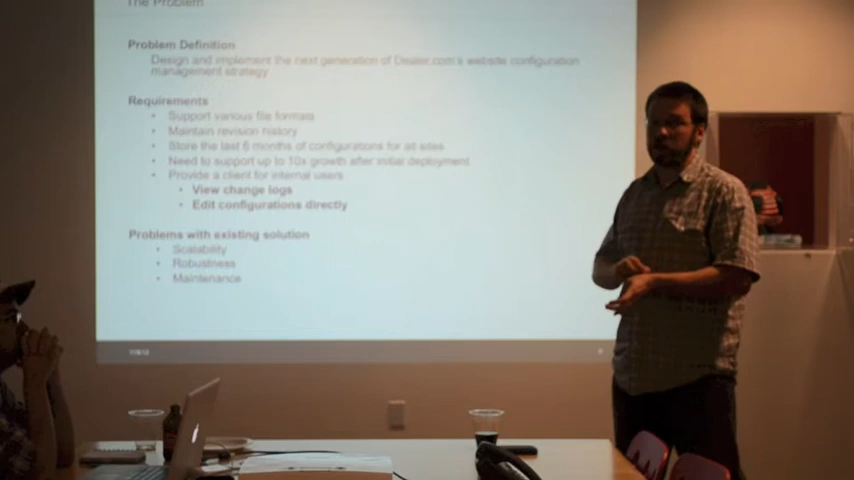 The Problem
Problem Definition
Design and implement the next generation of Dealer.com's website configuration
management strategy
Requirements
• Support various file formats
• Maintain revision history
• Store the last 6 months of configurations for all sites
• Need to support up to 10x growth after initial deployment
• Provide a client for internal users
• View change logs
• Edit configurations directly
Problems with existing solution
• Scalability
• Robustness
• Maintenance